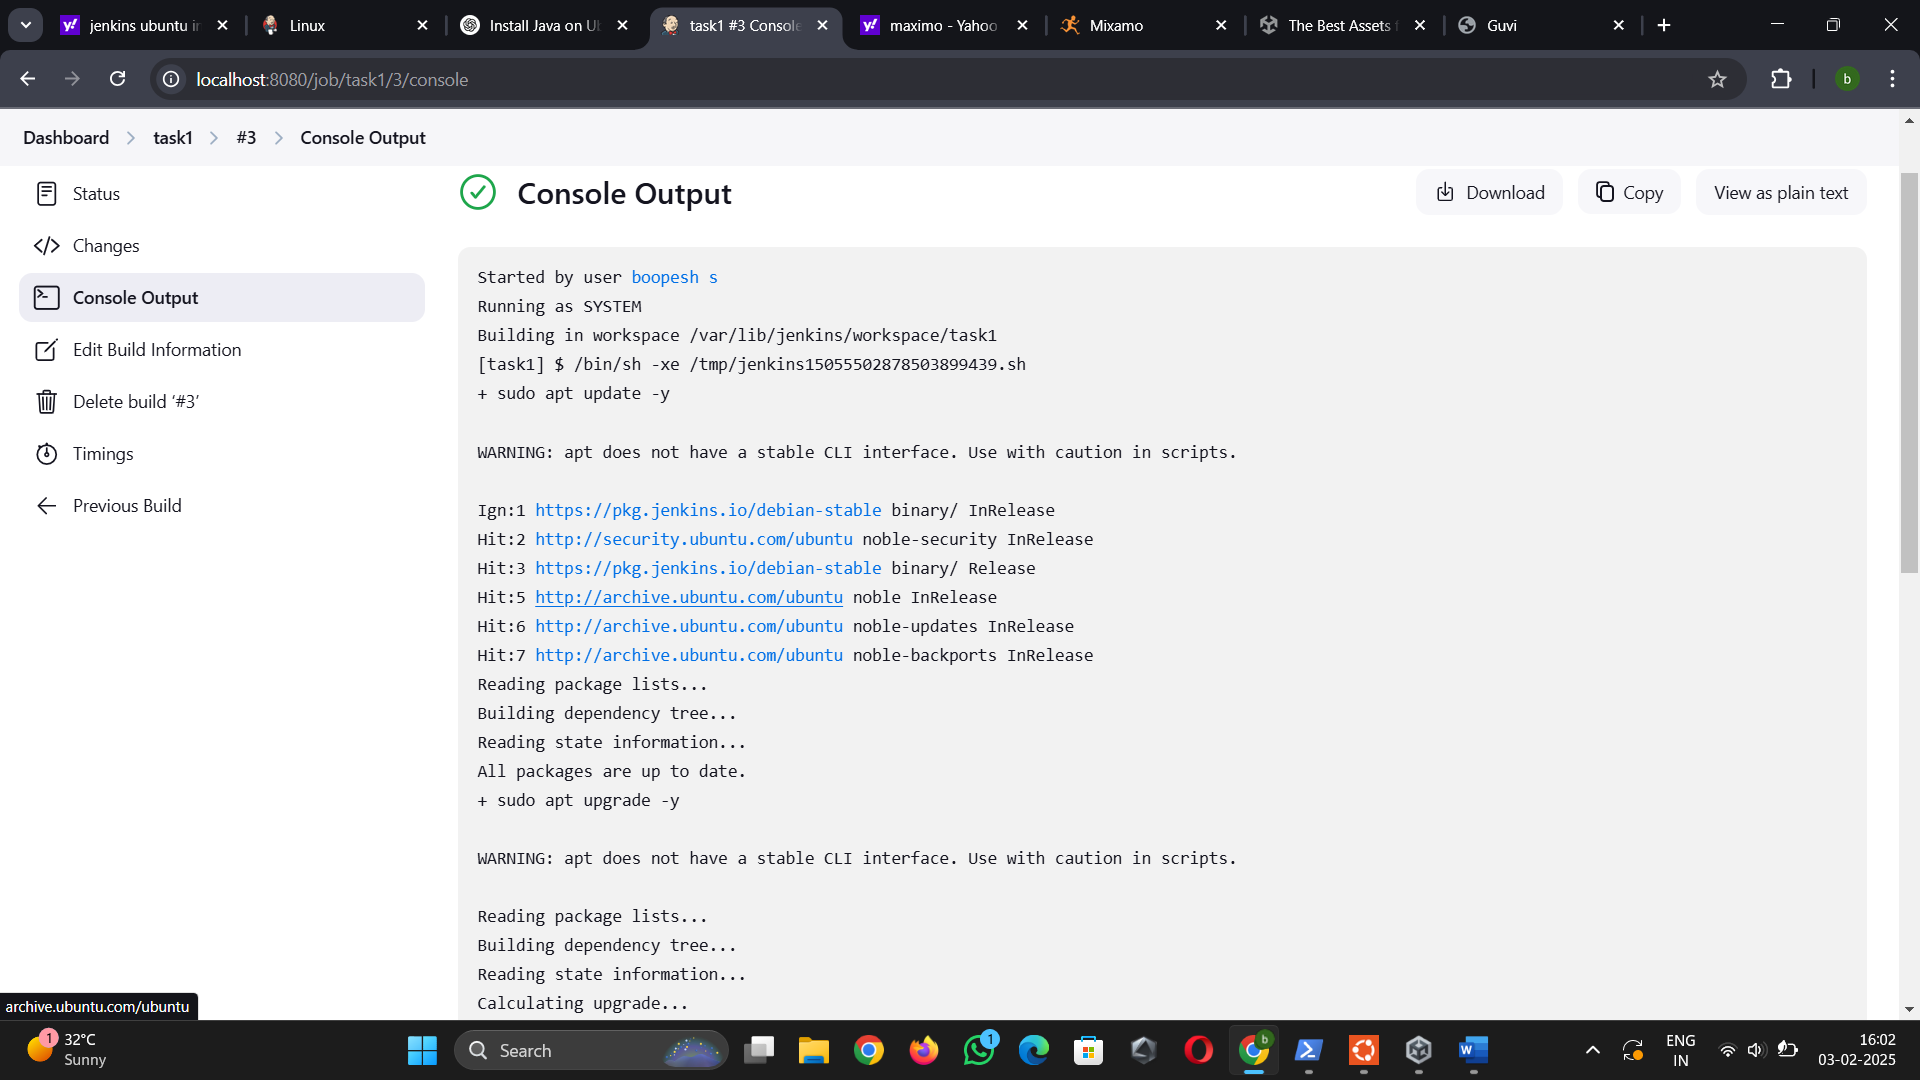 jenkins ubuntu in
Linux
Install Java on Ub
task1 #3 Console
maximo - Yahoo
Mixamo
The Best Assets f
Guvi
localhost:8080/job/task1/3/console
b
Dashboard > task1 > #3 > Console Output
Status
Changes
Console Output
Edit Build Information
Delete build ‘#3’
Timings
Previous Build
Console Output
Download
Copy
View as plain text
Started by user boopesh s
Running as SYSTEM
Building in workspace /var/lib/jenkins/workspace/task1
[task1] $ /bin/sh -xe /tmp/jenkins15055502878503899439.sh
+ sudo apt update -y
WARNING: apt does not have a stable CLI interface. Use with caution in scripts.
Ign:1 https://pkg.jenkins.io/debian-stable binary/ InRelease
Hit:2 http://security.ubuntu.com/ubuntu noble-security InRelease
Hit:3 https://pkg.jenkins.io/debian-stable binary/ Release
Hit:5 http://archive.ubuntu.com/ubuntu noble InRelease
Hit:6 http://archive.ubuntu.com/ubuntu noble-updates InRelease
Hit:7 http://archive.ubuntu.com/ubuntu noble-backports InRelease
Reading package lists...
Building dependency tree...
Reading state information...
All packages are up to date.
+ sudo apt upgrade -y
WARNING: apt does not have a stable CLI interface. Use with caution in scripts.
Reading package lists...
Building dependency tree...
Reading state information...
Calculating upgrade...
archive.ubuntu.com/ubuntu
1
32°C
Sunny
Search
1
b
ENG
IN
16:02
03-02-2025